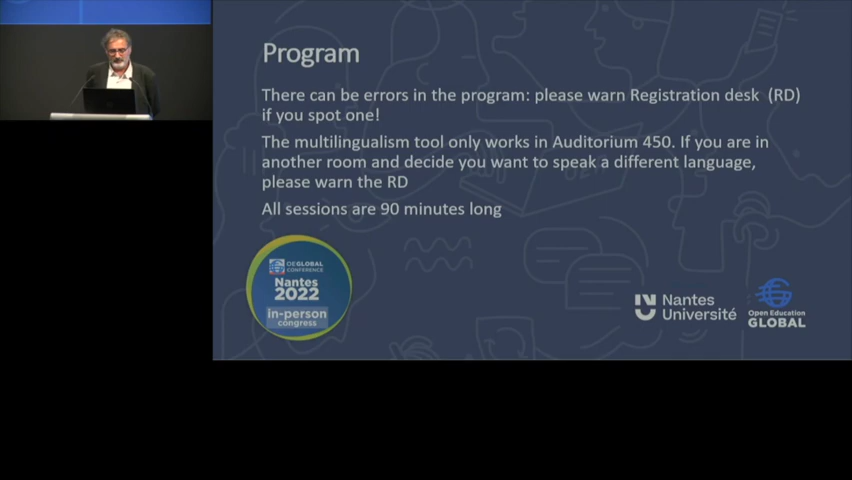 Program
There can be errors in the program: please warn Registration desk (RD)
if you spot one!
The multilingualism tool only works in Auditorium 450. If you are in
another room and decide you want to speak a different language,
please warn the RD
All sessions are 90 minutes long
OEGLOBAL
CONFERENCE
Nantes
2022
in-person
congress
Nantes
Université
Open Education
GLOBAL